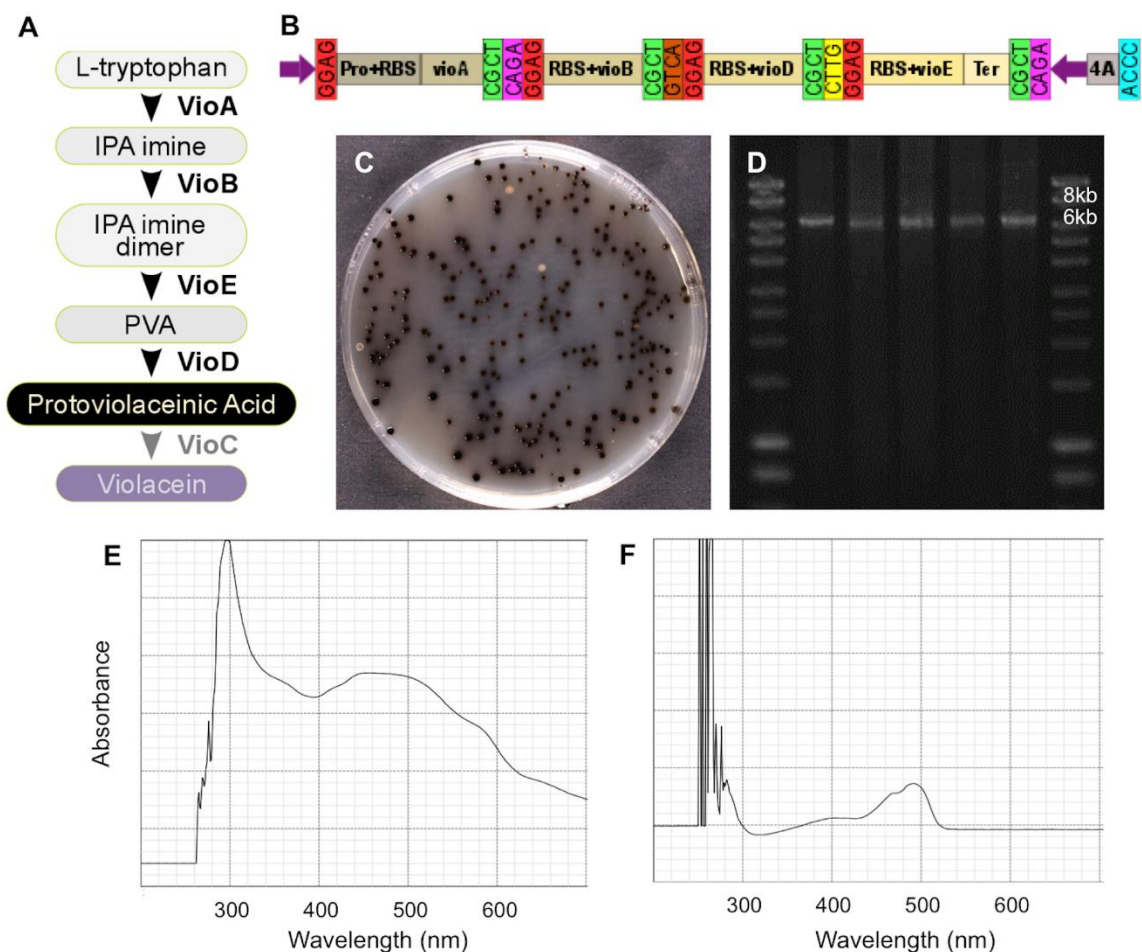 A
L-tryptophan
VioA
IPA imine
VioB
IPA imine
dimer
VioE
PVA
VioD
Protoviolaceinic Acid
VioC
Violacein
B
GGAG
Pro+RBS
vioA
CGCT
CAGA
GGAG
RBS+vioB
CGCT
GTCA
GGAG
RBS+vioD
CGCT
CTTG
GGAG
RBS+vioE
Ter
CGCT
CAGA
4A
ACCC
C
D
8kb
6kb
E
Absorbance
300
400
500
600
Wavelength (nm)
F
300
400
500
600
Wavelength (nm)